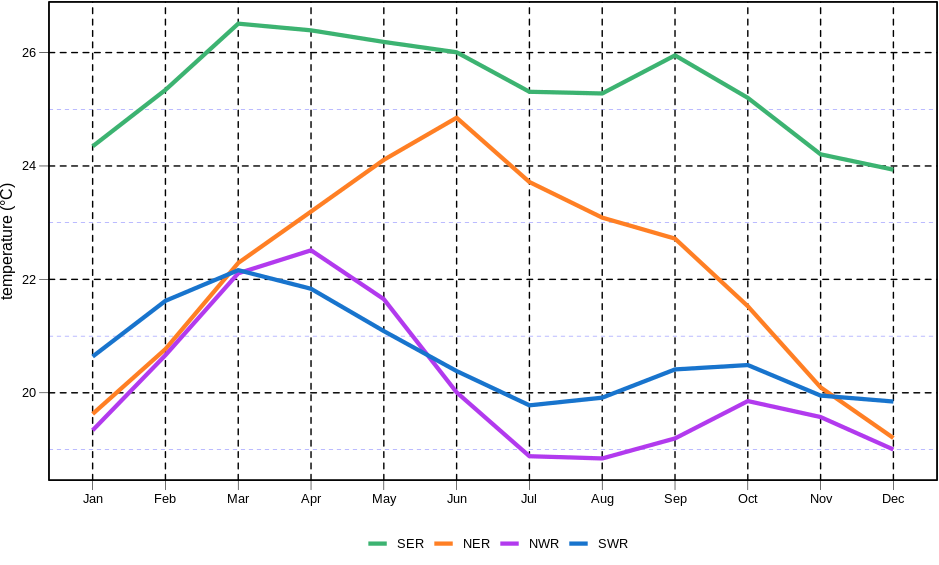 26
24
22
20
temperature (°C)
Jan Feb Mar Apr May Jun Jul Aug Sep Oct Nov Dec
SER NER NWR SWR